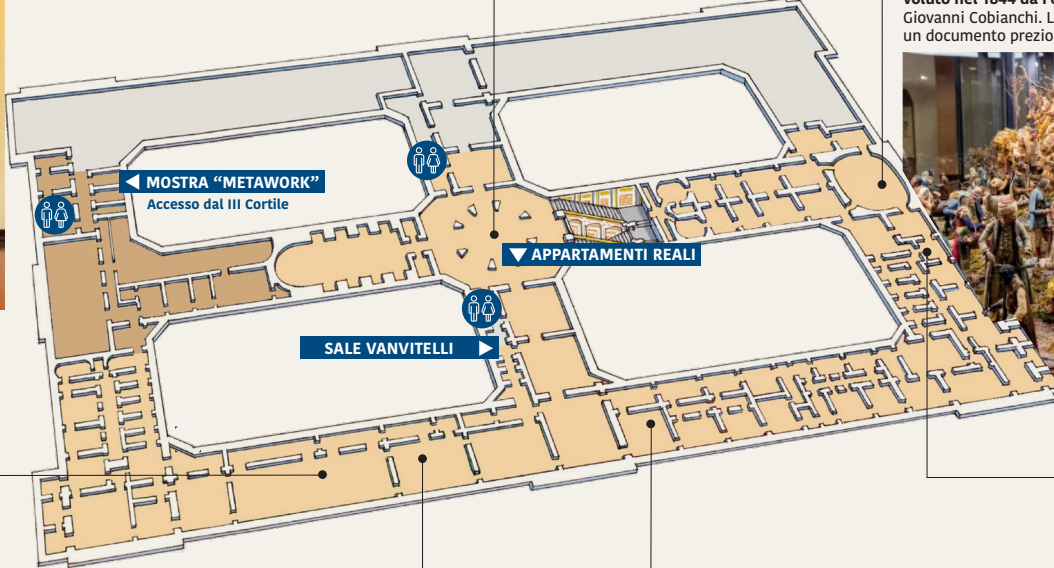 Giovanni Cobianchi. L
un documento prezio
MOSTRA “METAWORK”
Accesso dal III Cortile
APPARTAMENTI REALI
SALE VANVITELLI